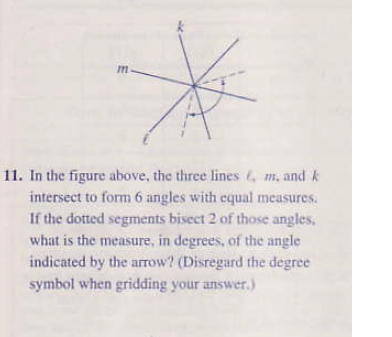 k
m
ℓ
11. In the figure above, the three lines ℓ, m, and k
intersect to form 6 angles with equal measures.
If the dotted segments bisect 2 of those angles,
what is the measure, in degrees, of the angle
indicated by the arrow? (Disregard the degree
symbol when gridding your answer.)